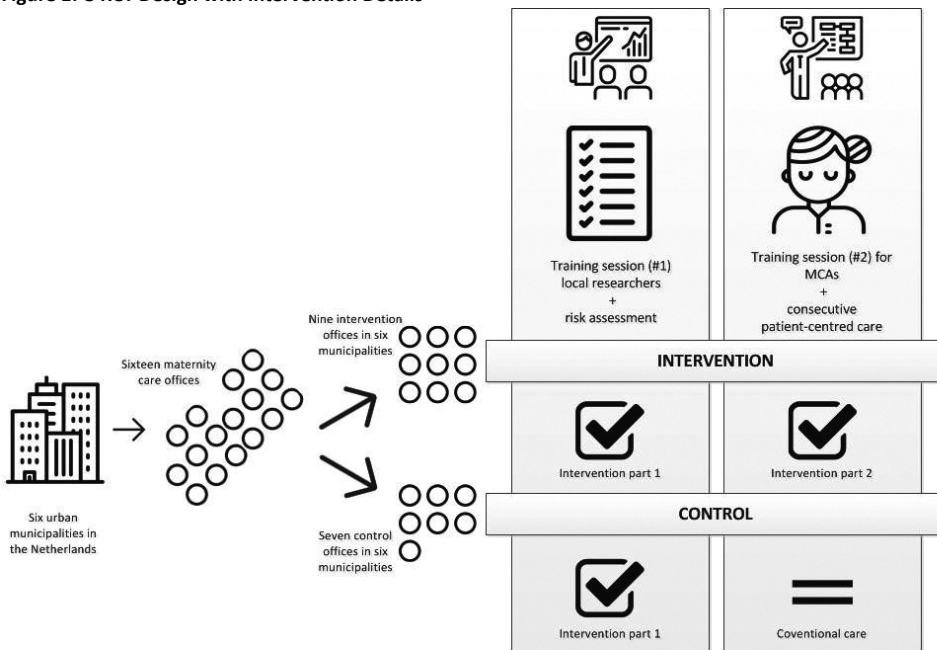 Figure Design with Intervention Details
Training session (#1)
local researchers
+
risk assessment
Training session (#2) for
MCAs
+
consecutive
patient-centred care
Nine intervention
offices in six
municipalities
Sixteen maternity
care offices
INTERVENTION
Intervention part 1
Intervention part 2
Six urban
municipalities in
the Netherlands
Seven control
offices in six
municipalities
CONTROL
Intervention part 1
Coventional care